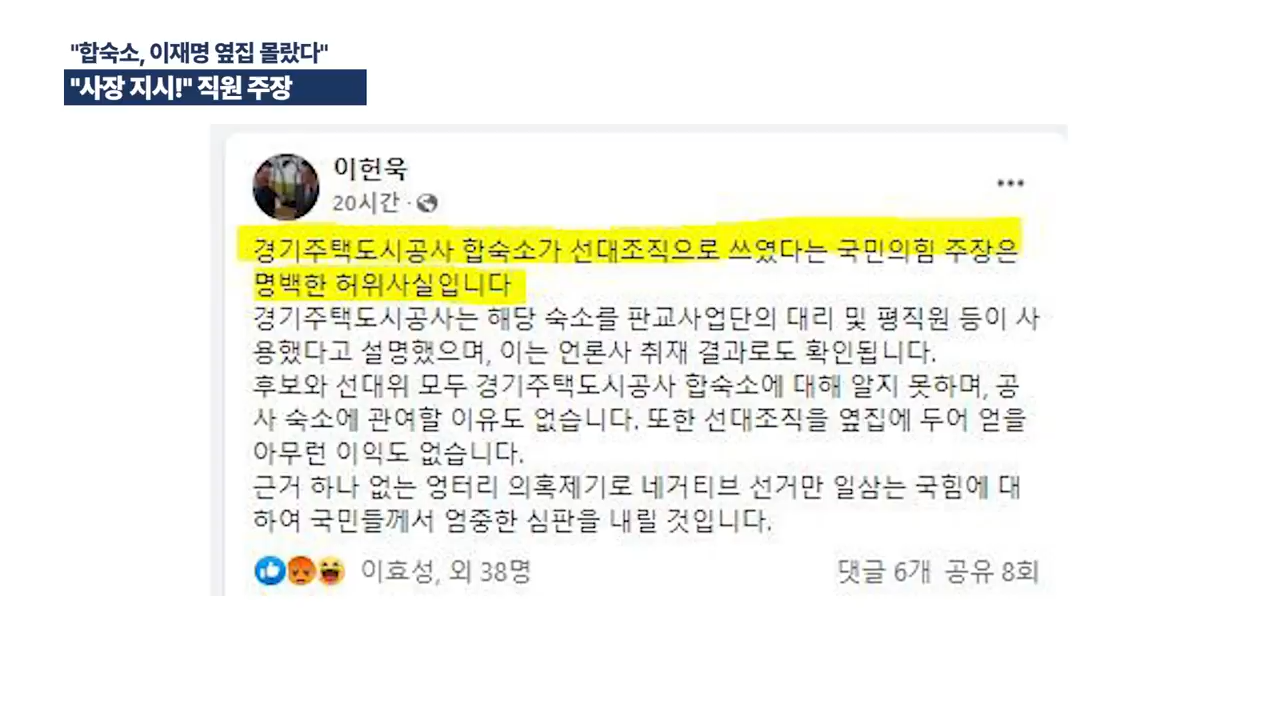 "합숙소, 이재명 옆집 몰랐다"
"사장 지시!" 직원 주장
이헌욱
20시간 ·
경기주택도시공사 합숙소가 선대조직으로 쓰였다는 국민의힘 주장은
명백한 허위사실입니다
경기주택도시공사는 해당 숙소를 판교사업단의 대리 및 평직원 등이 사
용했다고 설명했으며, 이는 언론사 취재 결과로도 확인됩니다.
후보와 선대위 모두 경기주택도시공사 합숙소에 대해 알지 못하며, 공
사 숙소에 관여할 이유도 없습니다. 또한 선대조직을 옆집에 두어 얻을
아무런 이익도 없습니다.
근거 하나 없는 엉터리 의혹제기로 네거티브 선거만 일삼는 국힘에 대
하여 국민들께서 엄중한 심판을 내릴 것입니다.
이효성, 외 38명
댓글 6개 공유 8회